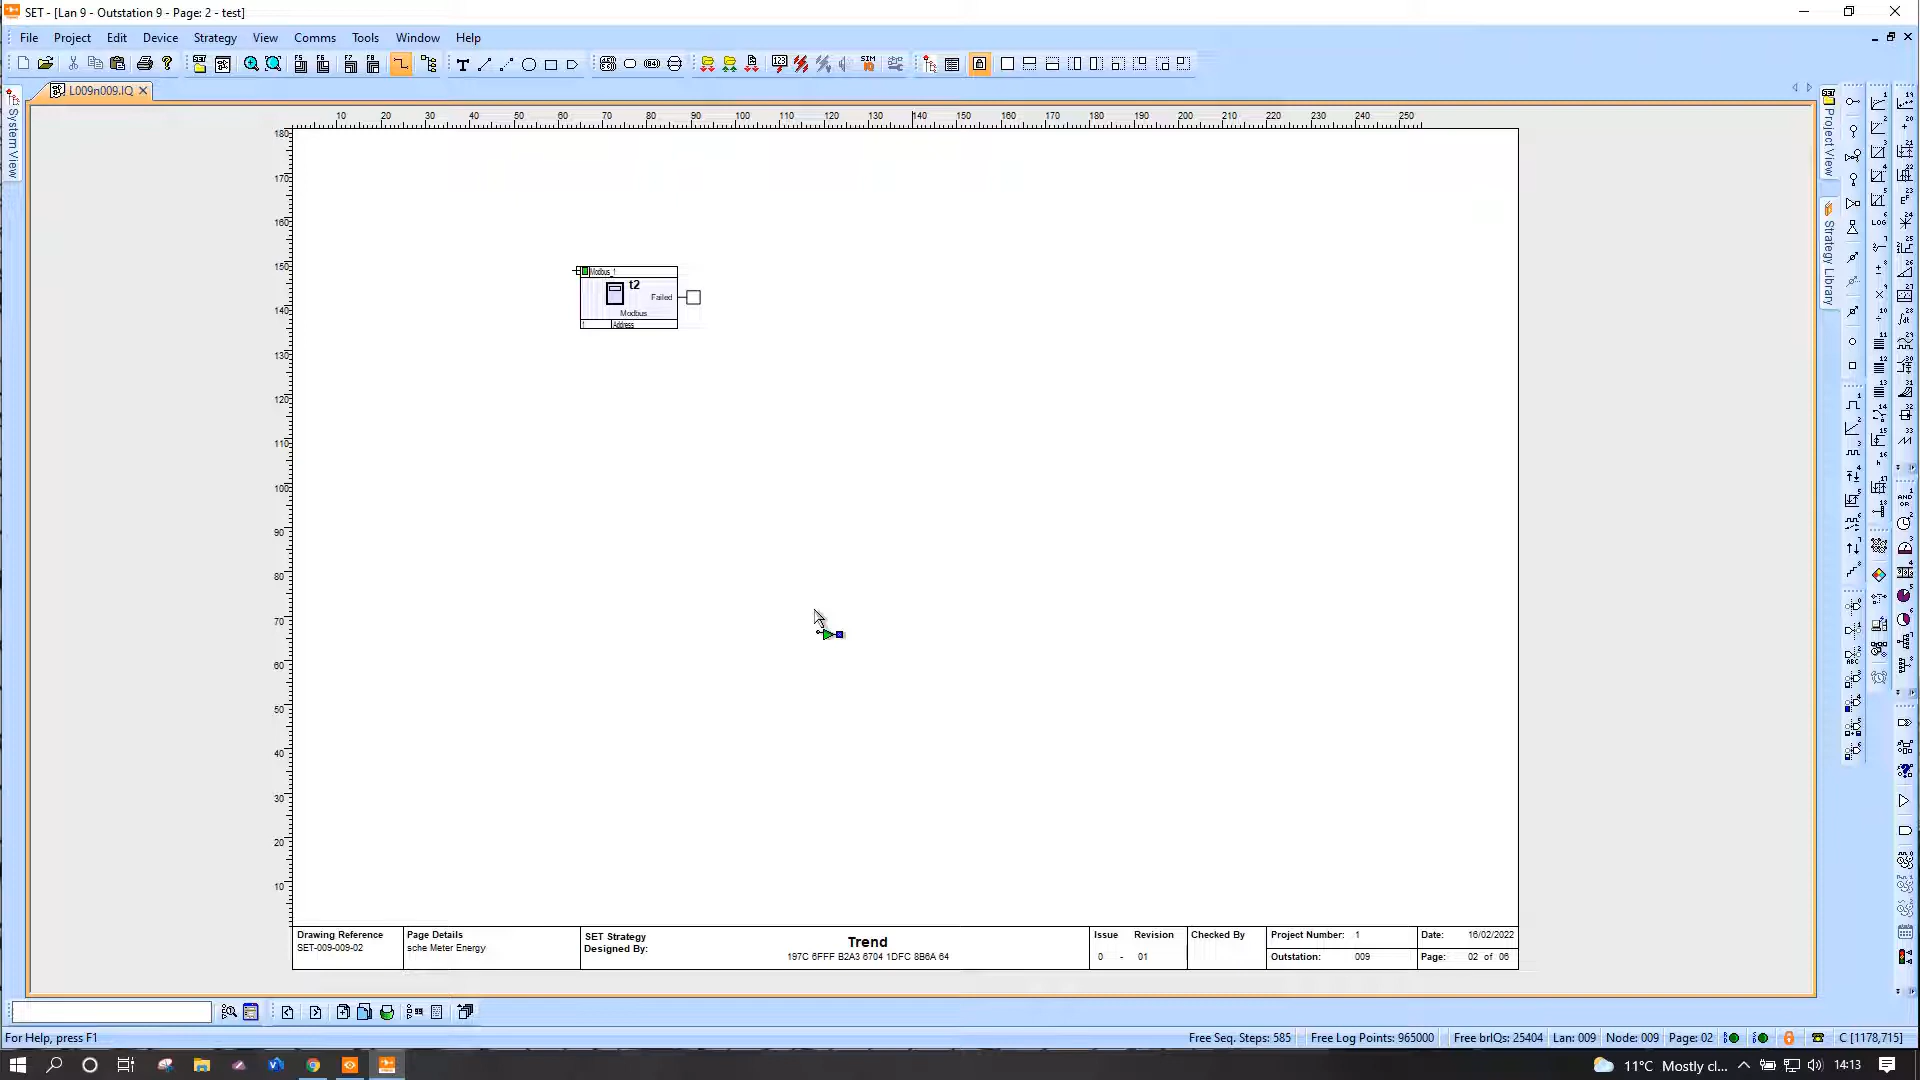 SET - [Lan 9 - Outstation 9 - Page: 2 - test]
File Project Edit Device Strategy View Comms Tools Window Help
L009n009.IQ
System View
Project View
Strategy Library
10 20 30 40 50 60 70 80 90 100 110 120 130 140 150 160 170 180 190 200 210 220 230 240 250
180
170
160
150
140
130
120
110
100
90
80
70
60
50
40
30
20
10
Modbus_1
t2
Failed
Modbus
1 Address
Drawing Reference
SET-009-009-02
Page Details
sche Meter Energy
SET Strategy
Designed By:
Trend
197C 6FFF B2A3 6704 1DFC 8B6A 64
Issue Revision
0 - 01
Checked By
Project Number: 1
Outstation: 009
Date: 16/02/2022
Page: 02 of 06
For Help, press F1
Free Seq. Steps: 585 Free Log Points: 965000 Free brIQs: 25404 Lan: 009 Node: 009 Page: 02 C [1178,715]
11°C Mostly cl... 14:13